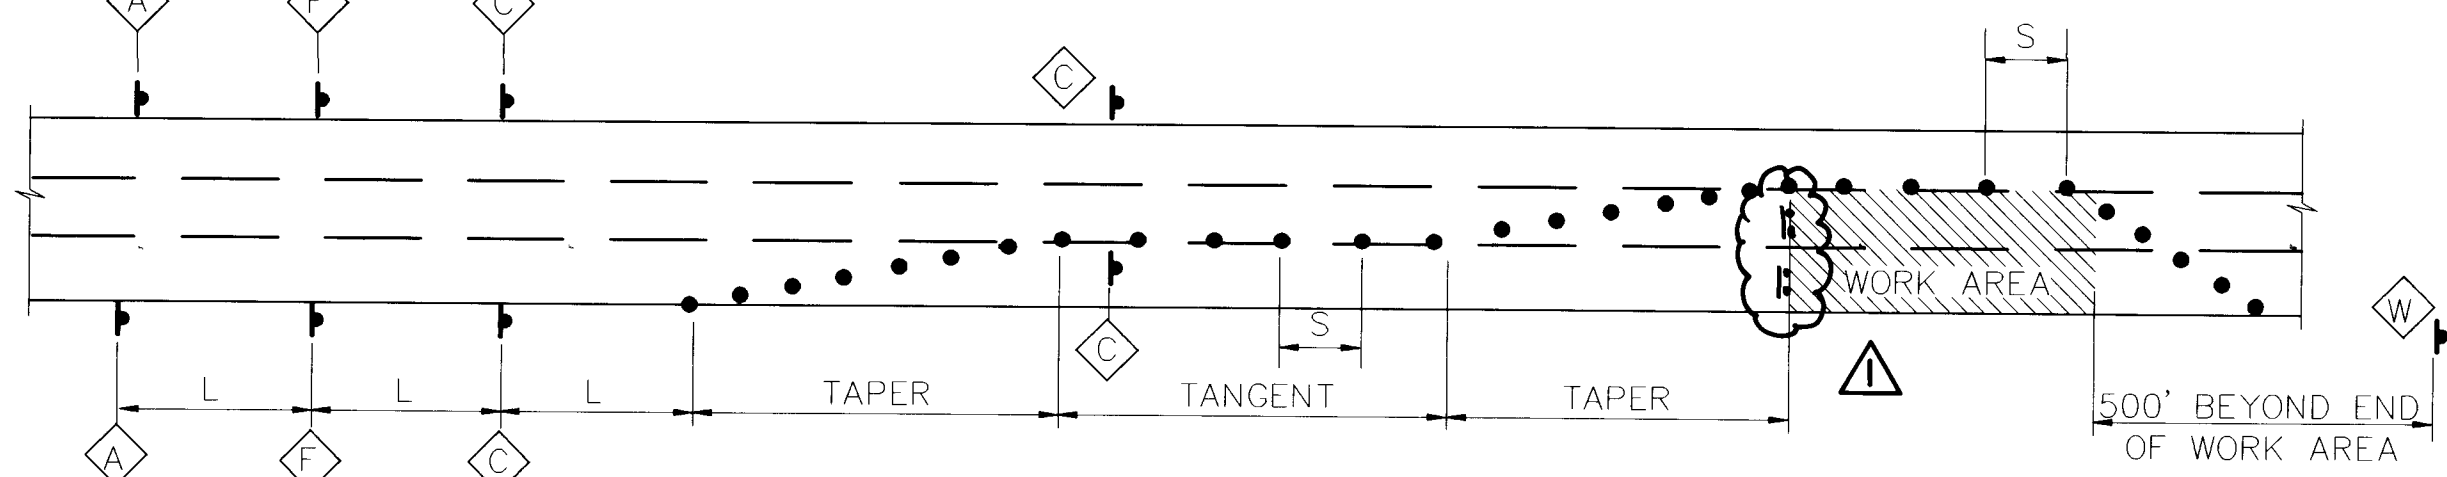 A
F
C
C
S
WORK AREA
W
S
C
L
L
L
TAPER
TANGENT
TAPER
1
500' BEYOND END
OF WORK AREA
A
F
C